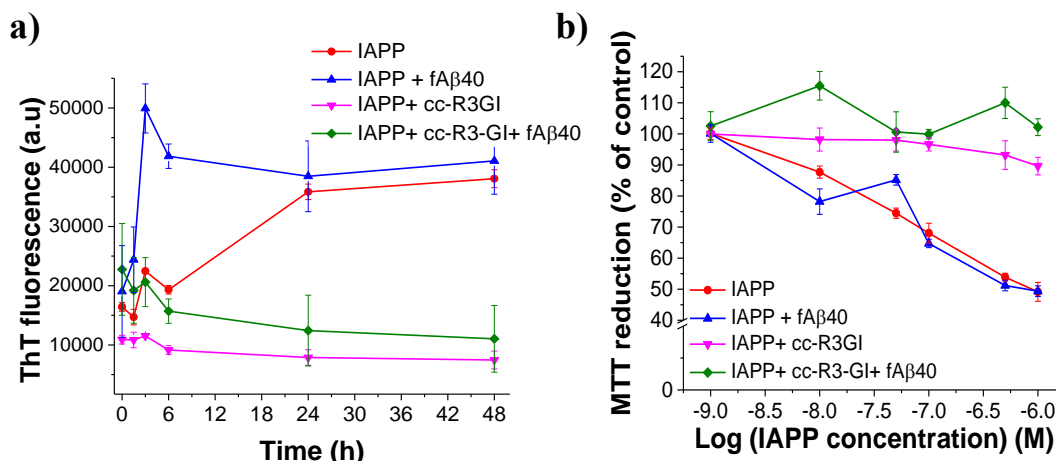 a)
IAPP
IAPP + fAβ40
IAPP+ cc-R3GI
IAPP+ cc-R3-GI+ fAβ40
ThT fluorescence (a.u)
50000
40000
30000
20000
10000
0 6 12 18 24 30 36 42 48
Time (h)
b)
MTT reduction (% of control)
120
110
100
90
80
70
60
50
40
0
IAPP
IAPP + fAβ40
IAPP+ cc-R3GI
IAPP+ cc-R3-GI+ fAβ40
-9.0 -8.5 -8.0 -7.5 -7.0 -6.5 -6.0
Log (IAPP concentration) (M)